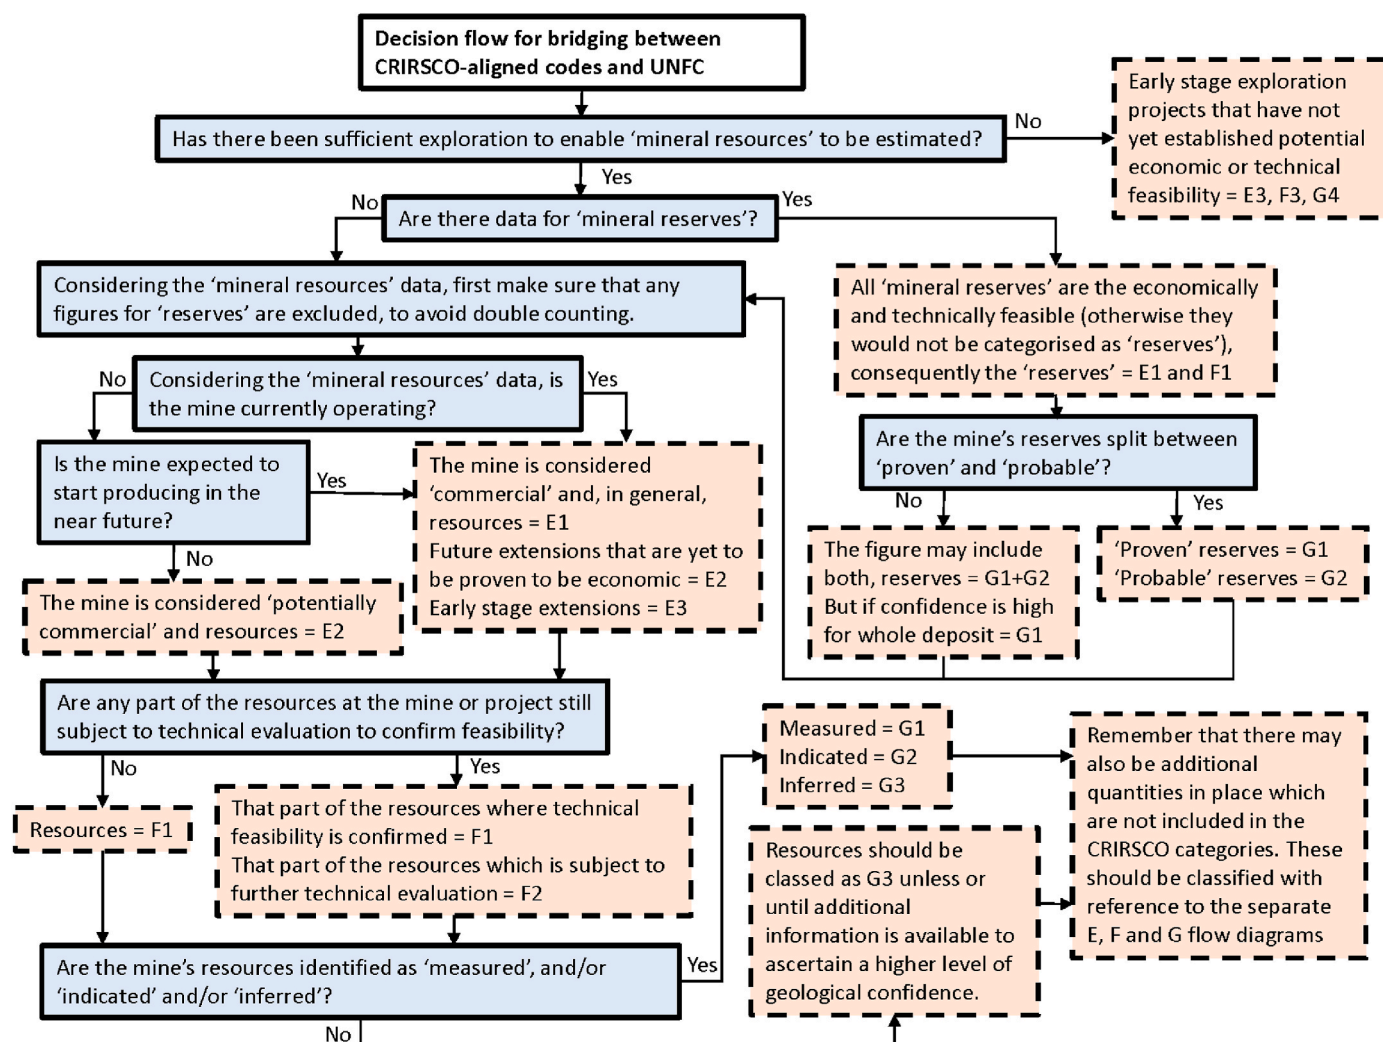 Decision flow for bridging between
CRIRSCO-aligned codes and UNFC
Early stage exploration
projects that have not
yet established potential
economic or technical
feasibility = E3, F3, G4
Has there been sufficient exploration to enable ‘mineral resources’ to be estimated?
No
Yes
Are there data for ‘mineral reserves’?
No
Yes
Considering the ‘mineral resources’ data, first make sure that any
figures for ‘reserves’ are excluded, to avoid double counting.
All ‘mineral reserves’ are the economically
and technically feasible (otherwise they
would not be categorised as ‘reserves’),
consequently the ‘reserves’ = E1 and F1
Considering the ‘mineral resources’ data, is
the mine currently operating?
No
Yes
Are the mine’s reserves split between
‘proven’ and ‘probable’?
No
Yes
Is the mine expected to
start producing in the
near future?
Yes
No
The mine is considered
‘commercial’ and, in general,
resources = E1
Future extensions that are yet to
be proven to be economic = E2
Early stage extensions = E3
The figure may include
both, reserves = G1+G2
But if confidence is high
for whole deposit = G1
‘Proven’ reserves = G1
‘Probable’ reserves = G2
The mine is considered ‘potentially
commercial’ and resources = E2
Are any part of the resources at the mine or project still
subject to technical evaluation to confirm feasibility?
No
Yes
Resources = F1
That part of the resources where technical
feasibility is confirmed = F1
That part of the resources which is subject to
further technical evaluation = F2
Are the mine’s resources identified as ‘measured’, and/or
‘indicated’ and/or ‘inferred’?
Yes
No
Measured = G1
Indicated = G2
Inferred = G3
Resources should be
classed as G3 unless or
until additional
information is available to
ascertain a higher level of
geological confidence.
Remember that there may
also be additional
quantities in place which
are not included in the
CRIRSCO categories. These
should be classified with
reference to the separate
E, F and G flow diagrams